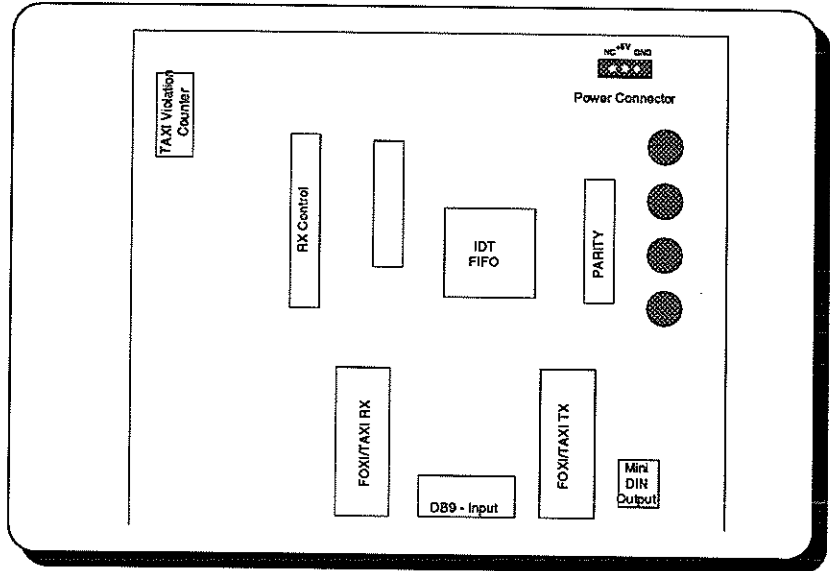 NC +5V GND
Power Connector
TAXI Violation
Counter
RX Control
IDT
FIFO
PARITY
FOXI/TAXI RX
FOXI/TAXI TX
DB9 - Input
Mini
DIN
Output